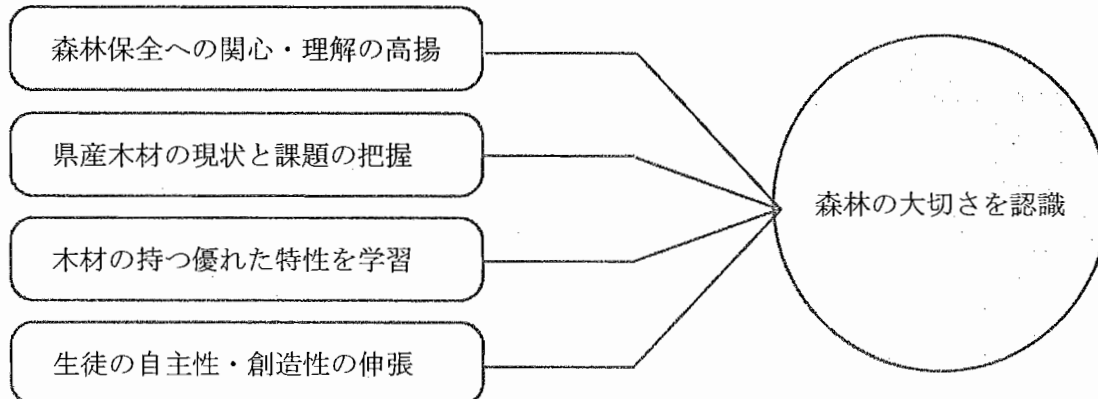 森林保全への関心・理解の高揚
県産木材の現状と課題の把握
木材の持つ優れた特性を学習
生徒の自主性・創造性の伸張
森林の大切さを認識